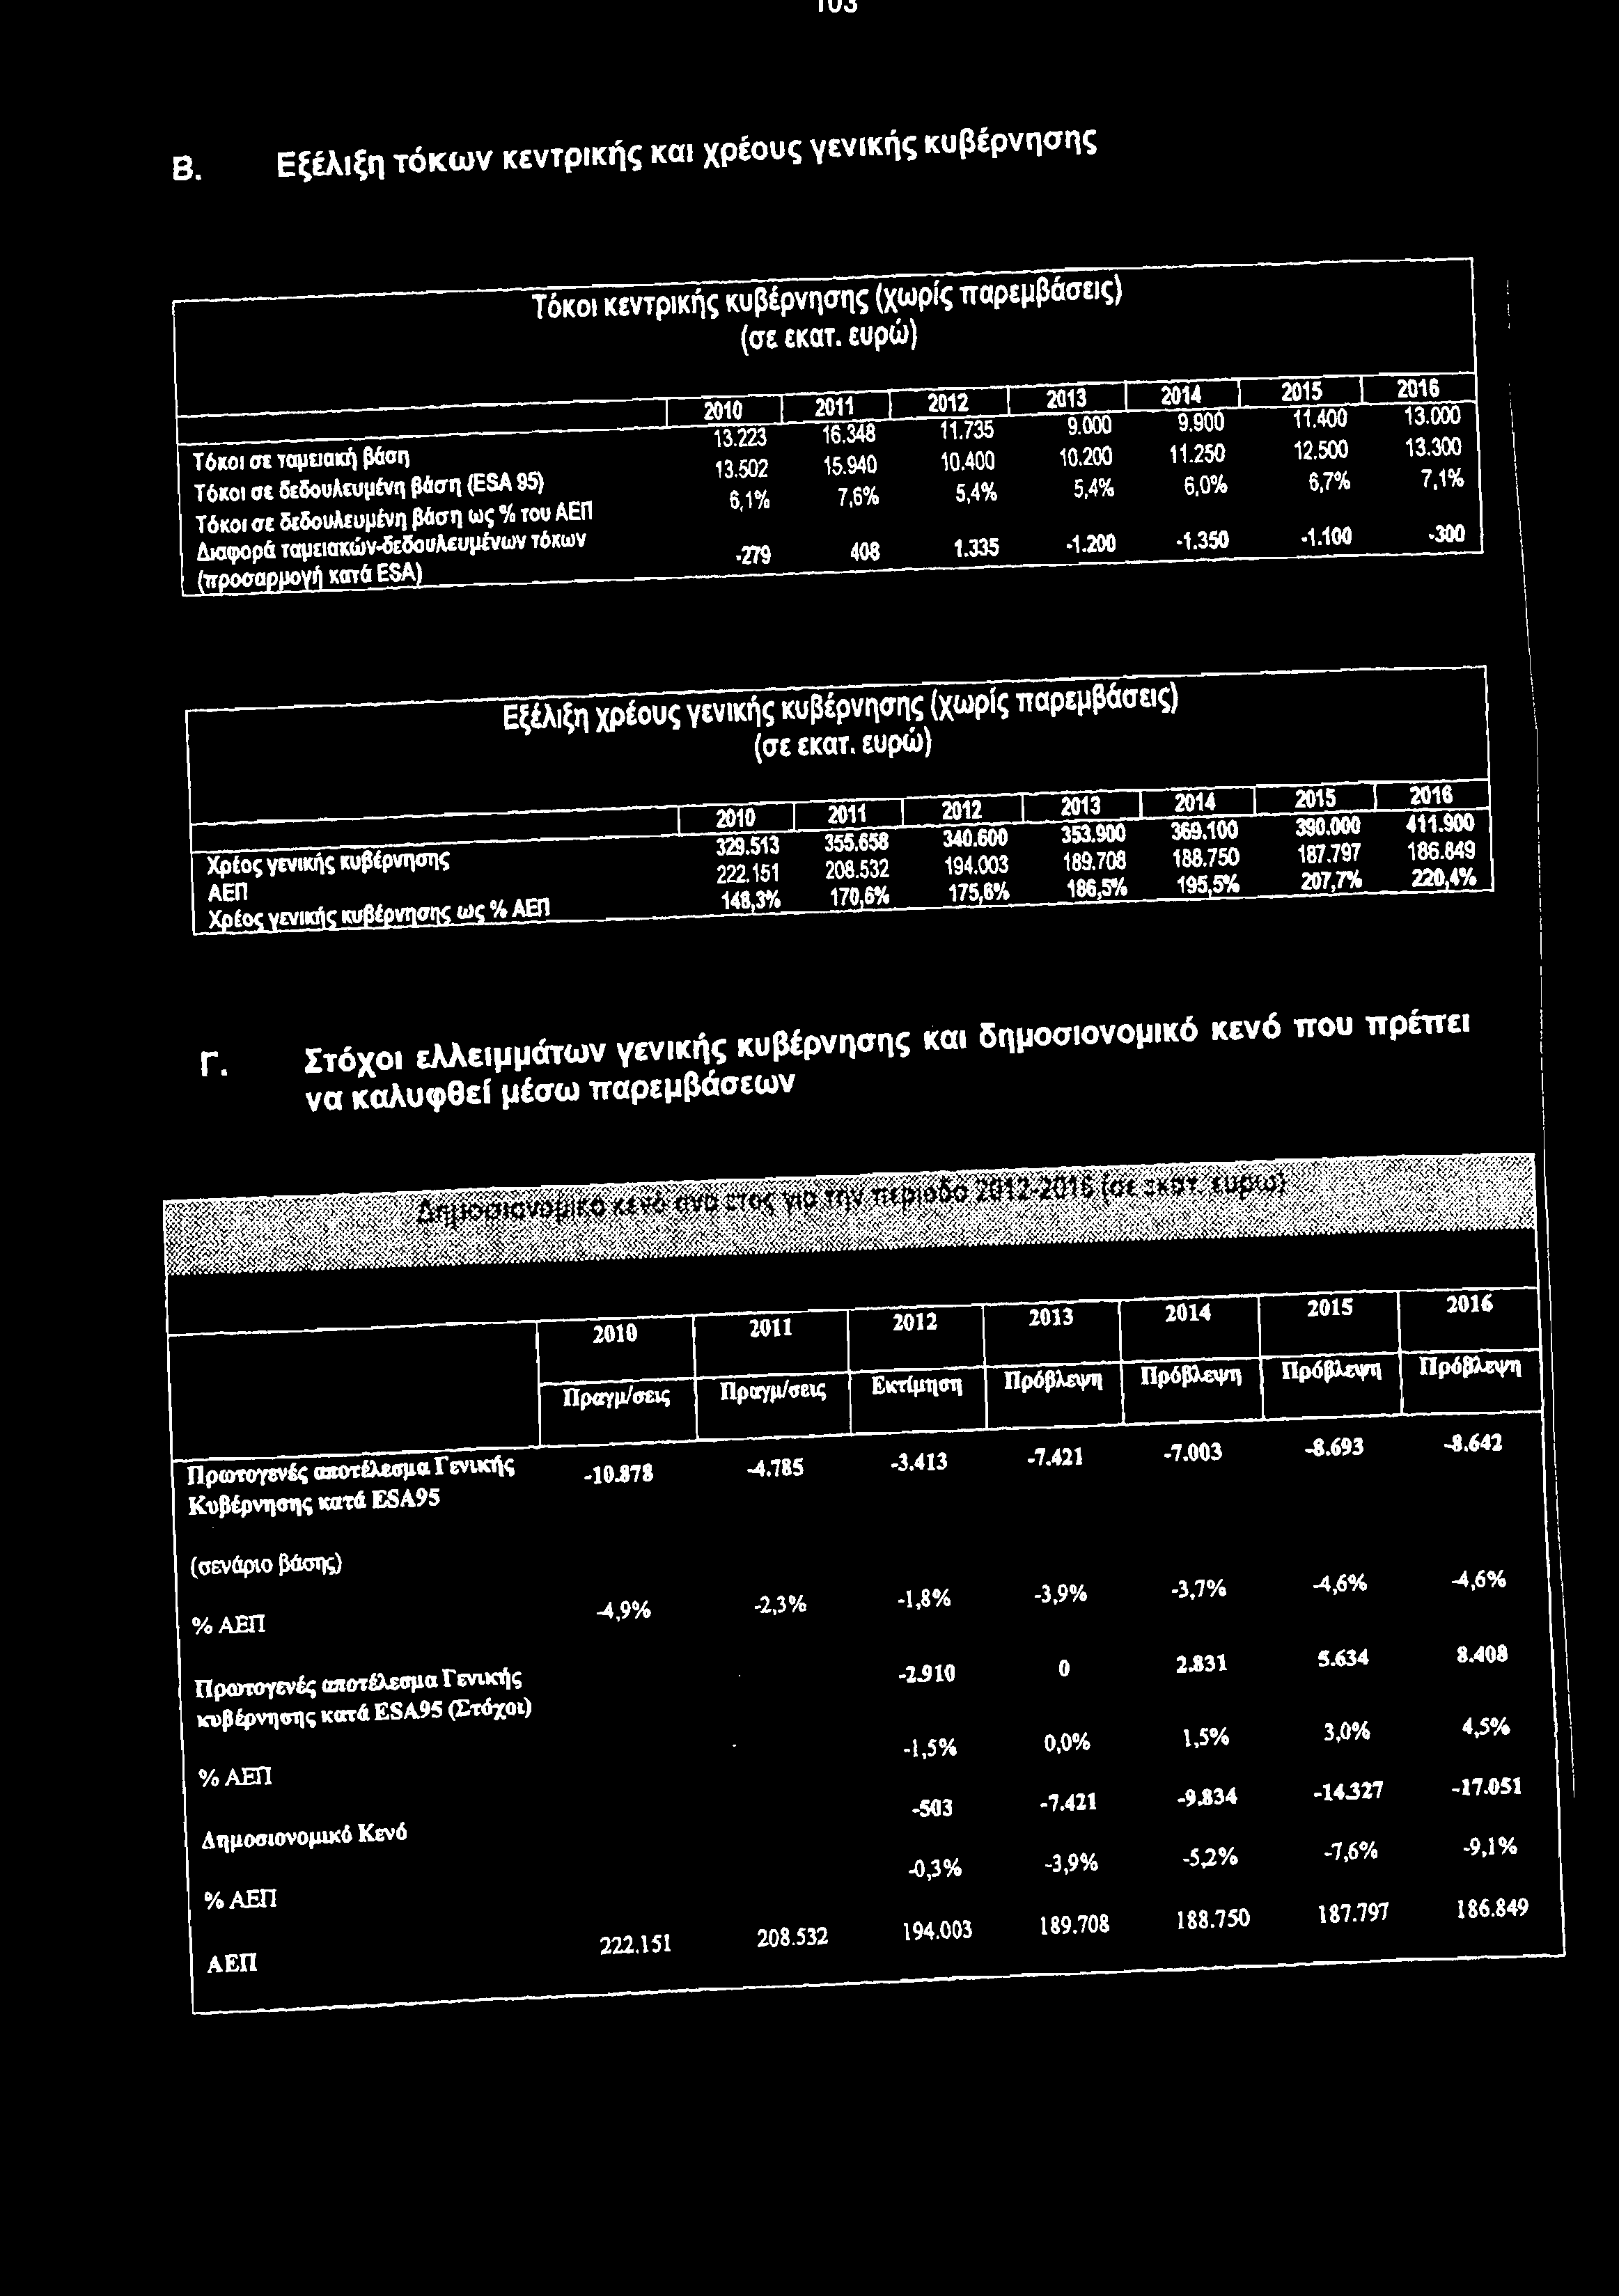 103
Β. Εξέλιξη τόκων κεντρικής και χρέους γενικής κυβέρνησης
Τόκοι κεντρικής κυβέρνησης (χωρίς παρεμβάσεις)
(σε εκατ. ευρώ)
2010 2011 2012 2013 2014 2015 2016
Τόκοι σε ταμειακή βάση 13.223 16.348 11.735 9.000 9.900 11.400 13.000
Τόκοι σε δεδουλευμένη βάση (ESA 95) 13.502 15.940 10.400 10.200 11.250 12.500 13.300
Τόκοι σε δεδουλευμένη βάση ως % του ΑΕΠ 6,1% 7,6% 5,4% 5,4% 6,0% 6,7% 7,1%
Διαφορά ταμειακών-δεδουλευμένων τόκων
(προσαρμογή κατά ESA) -279 408 1.335 -1.200 -1.350 -1.100 -300
Εξέλιξη χρέους γενικής κυβέρνησης (χωρίς παρεμβάσεις)
(σε εκατ. ευρώ)
2010 2011 2012 2013 2014 2015 2016
Χρέος γενικής κυβέρνησης 329.513 355.658 340.600 353.900 369.100 390.000 411.900
ΑΕΠ 222.151 208.532 194.003 189.708 188.750 187.797 186.849
Χρέος γενικής κυβέρνησης ως % ΑΕΠ 148,3% 170,6% 175,6% 186,5% 195,5% 207,7% 220,4%
Γ. Στόχοι ελλειμμάτων γενικής κυβέρνησης και δημοσιονομικό κενό που πρέπει
να καλυφθεί μέσω παρεμβάσεων
Δημοσιονομικό κενό ανα έτος για την περίοδο 2012-2016 (σε εκατ. ευρώ)
2010 2011 2012 2013 2014 2015 2016
Πραγμ/σεις Πραγμ/σεις Εκτίμηση Πρόβλεψη Πρόβλεψη Πρόβλεψη Πρόβλεψη
Πρωτογενές αποτέλεσμα Γενικής -10.878 -4.785 -3.413 -7.421 -7.003 -8.693 -8.642
Κυβέρνησης κατά ESA95
(σενάριο βάσης)
% ΑΕΠ -4,9% -2,3% -1,8% -3,9% -3,7% -4,6% -4,6%
Πρωτογενές αποτέλεσμα Γενικής -2.910 0 2.831 5.634 8.408
κυβέρνησης κατά ESA95 (Στόχοι)
% ΑΕΠ -1,5% 0,0% 1,5% 3,0% 4,5%
Δημοσιονομικό Κενό -503 -7.421 -9.834 -14.327 -17.051
% ΑΕΠ -0,3% -3,9% -5,2% -7,6% -9,1%
ΑΕΠ 222.151 208.532 194.003 189.708 188.750 187.797 186.849